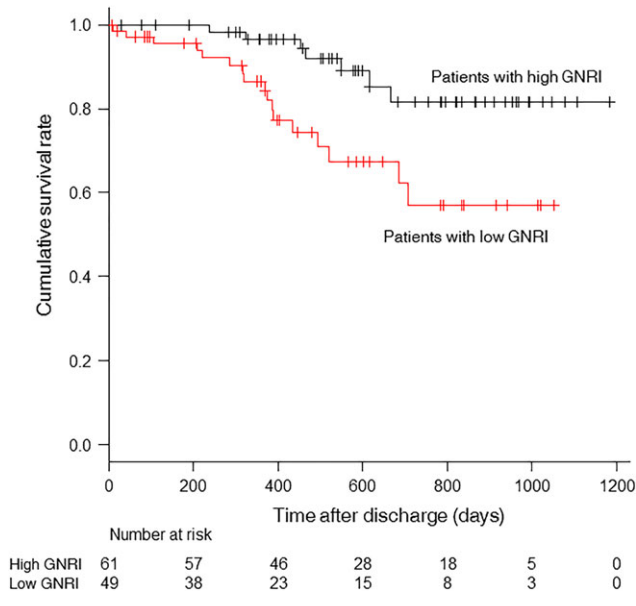 1.0
0.8
0.6
0.4
0.2
0.0
Cumulative survival rate
Patients with high GNRI
Patients with low GNRI
0 200 400 600 800 1000 1200
Time after discharge (days)
Number at risk
High GNRI 61 57 46 28 18 5 0
Low GNRI 49 38 23 15 8 3 0